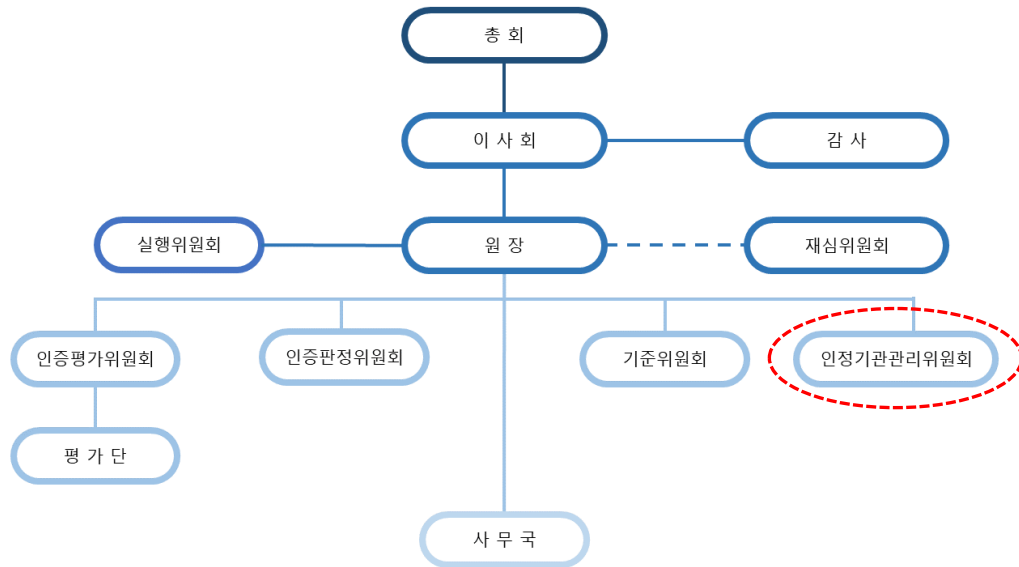 총 회
이 사 회
감 사
실행위원회
원 장
재심위원회
인증평가위원회
인증판정위원회
기준위원회
인정기관관리위원회
평 가 단
사 무 국